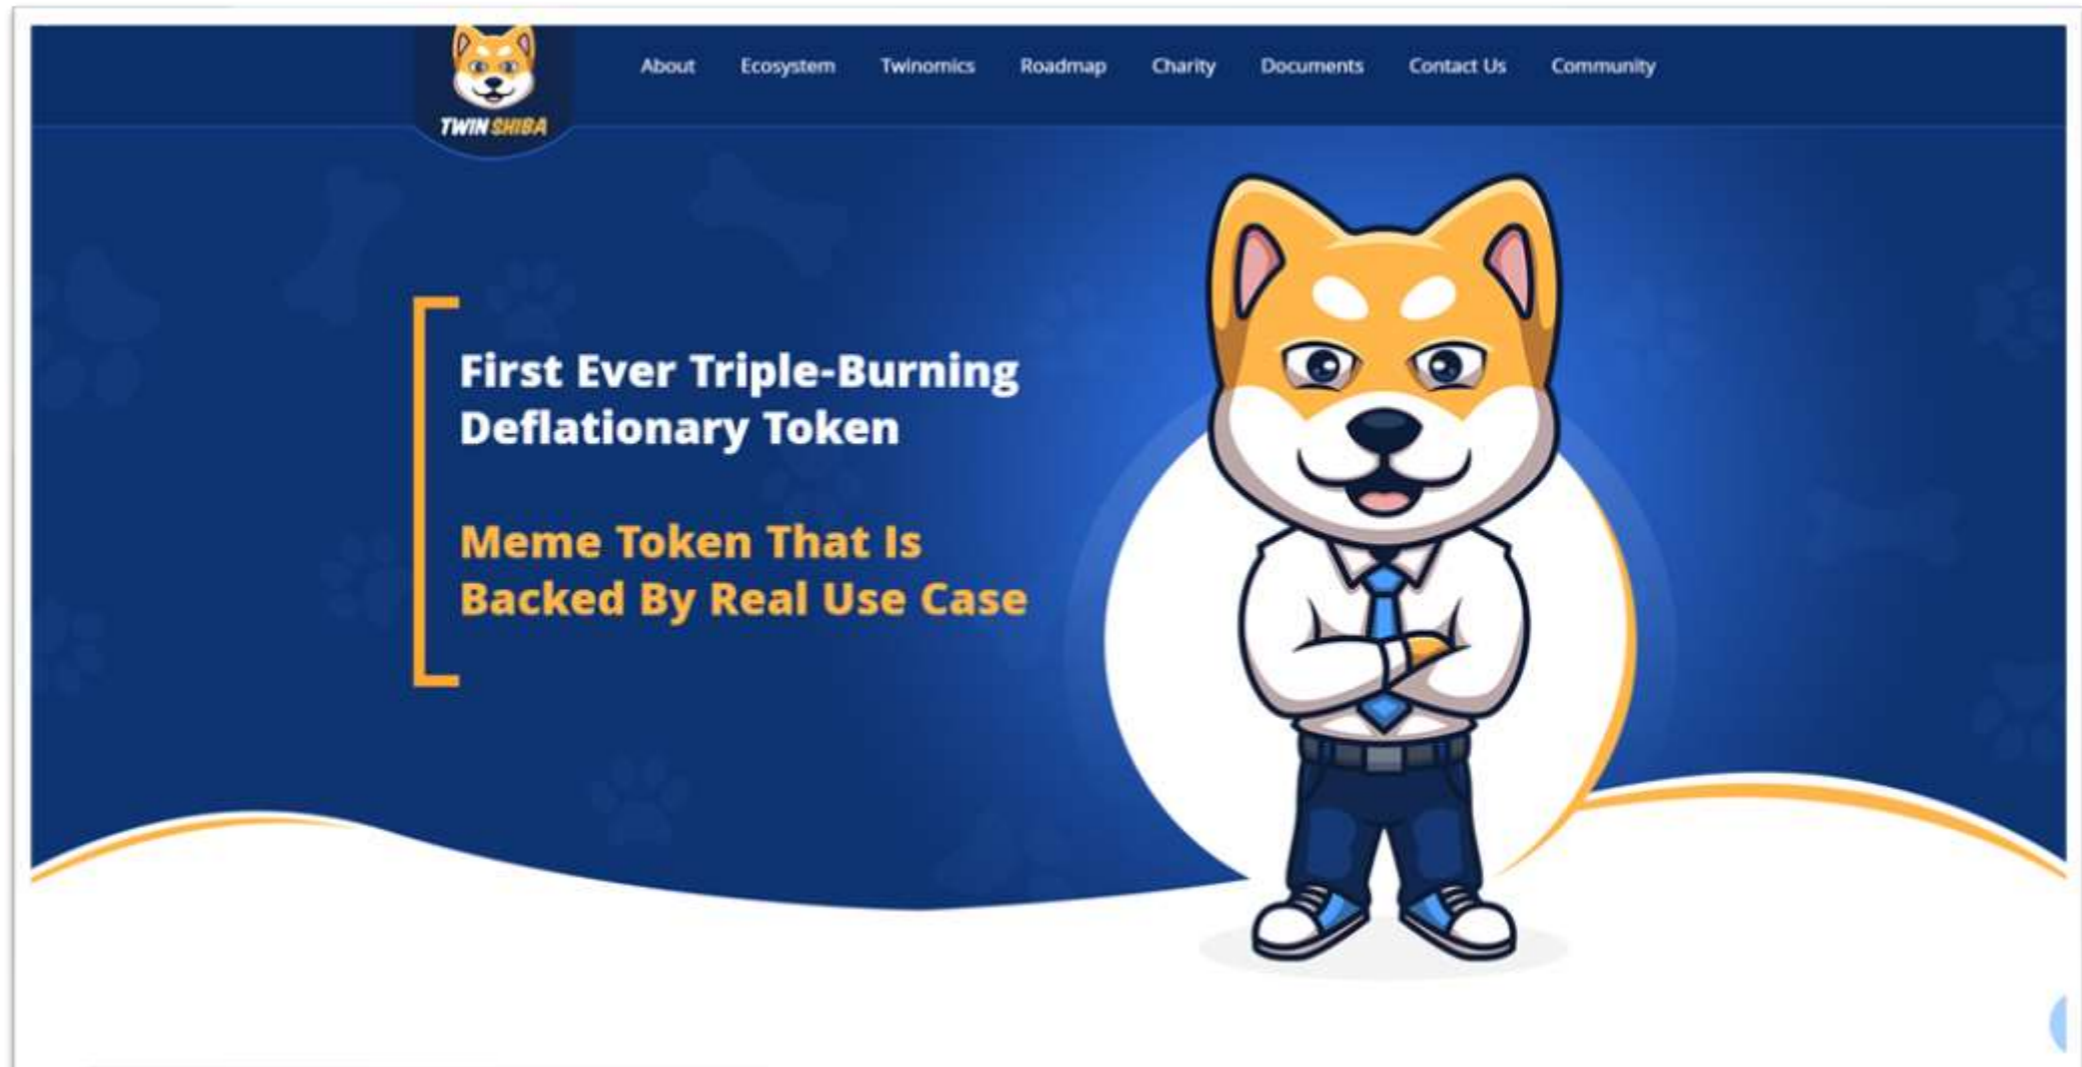 TWIN SHIBA
About Ecosystem Twinomics Roadmap Charity Documents Contact Us Community
First Ever Triple-Burning
Deflationary Token
Meme Token That Is
Backed By Real Use Case